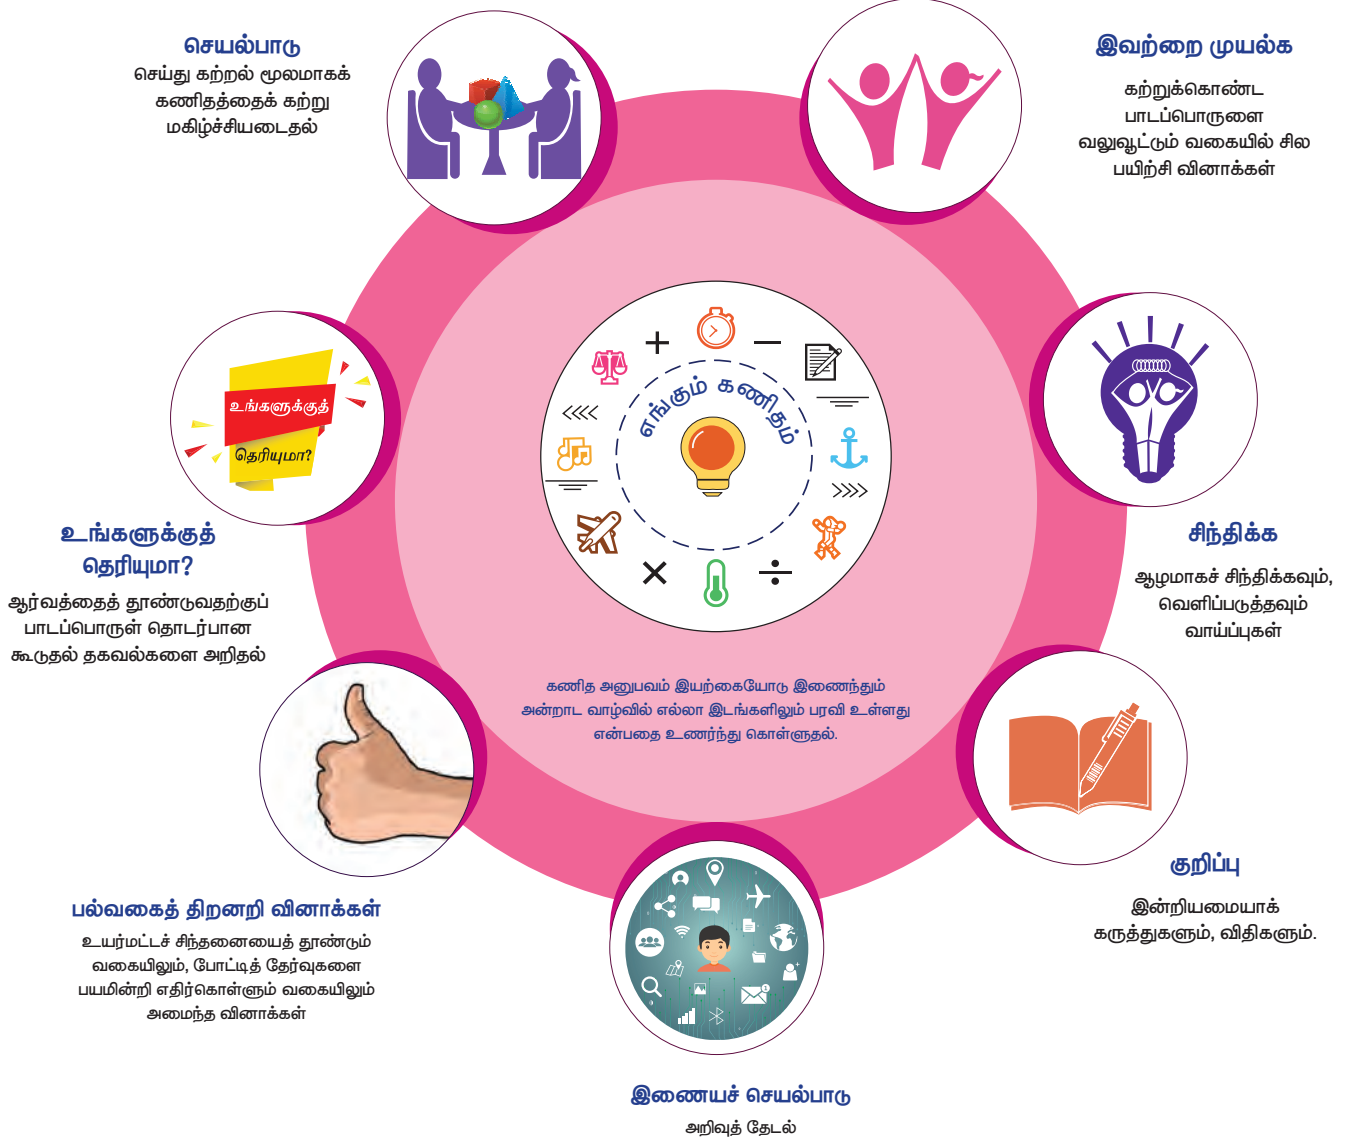 செயல்பாடு
செய்து கற்றல் மூலமாகக்
கணிதத்தைக் கற்று
மகிழ்ச்சியடைதல்
இவற்றை முயல்க
கற்றுக்கொண்ட
பாடப்பொருளை
வலுவூட்டும் வகையில் சில
பயிற்சி வினாக்கள்
உங்களுக்குத்
தெரியுமா?
உங்களுக்குத்
தெரியுமா?
ஆர்வத்தைத் தூண்டுவதற்குப்
பாடப்பொருள் தொடர்பான
கூடுதல் தகவல்களை அறிதல்
எங்கும் கணிதம்
கணித அனுபவம் இயற்கையோடு இணைந்தும்
அன்றாட வாழ்வில் எல்லா இடங்களிலும் பரவி உள்ளது
என்பதை உணர்ந்து கொள்ளுதல்.
சிந்திக்க
ஆழமாகச் சிந்திக்கவும்,
வெளிப்படுத்தவும்
வாய்ப்புகள்
பல்வகைத் திறனறி வினாக்கள்
உயர்மட்டச் சிந்தனையைத் தூண்டும்
வகையிலும், போட்டித் தேர்வுகளை
பயமின்றி எதிர்கொள்ளும் வகையிலும்
அமைந்த வினாக்கள்
குறிப்பு
இன்றியமையாக்
கருத்துகளும், விதிகளும்.
இணையச் செயல்பாடு
அறிவுத் தேடல்